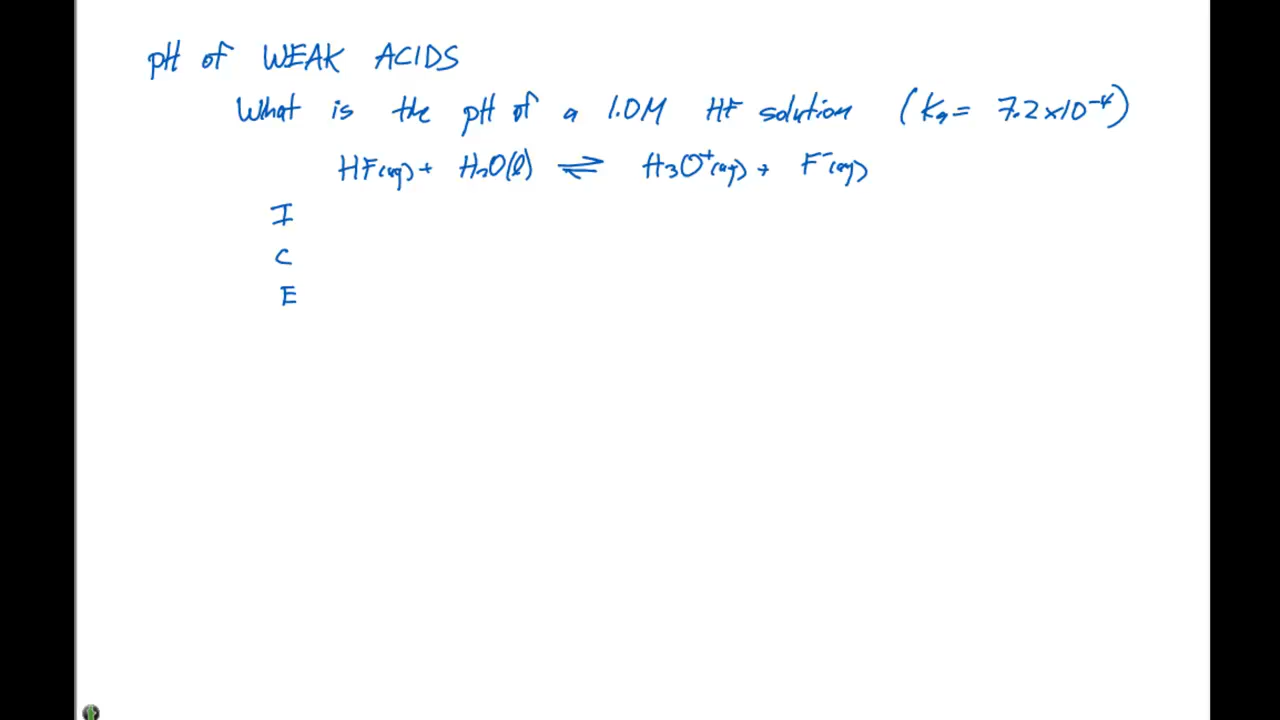 pH of WEAK ACIDS
What is the pH of a 1.0M HF solution (Ka = 7.2×10⁻⁴)
HF(aq) + H₂O(l) ⇌ H₃O⁺(aq) + F⁻(aq)
I
C
E